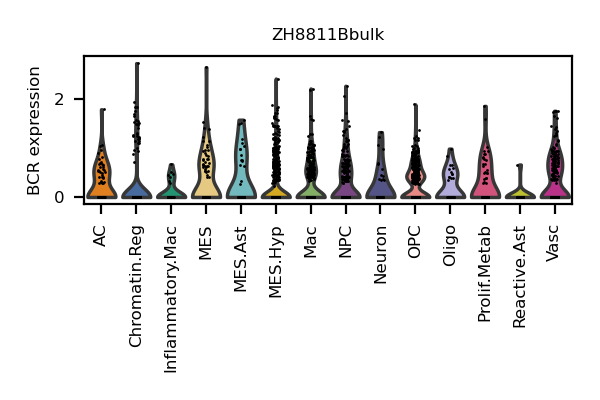 ZH8811Bbulk
BCR expression
2
0
AC
Chromatin.Reg
Inflammatory.Mac
MES
MES.Ast
MES.Hyp
Mac
NPC
Neuron
OPC
Oligo
Prolif.Metab
Reactive.Ast
Vasc